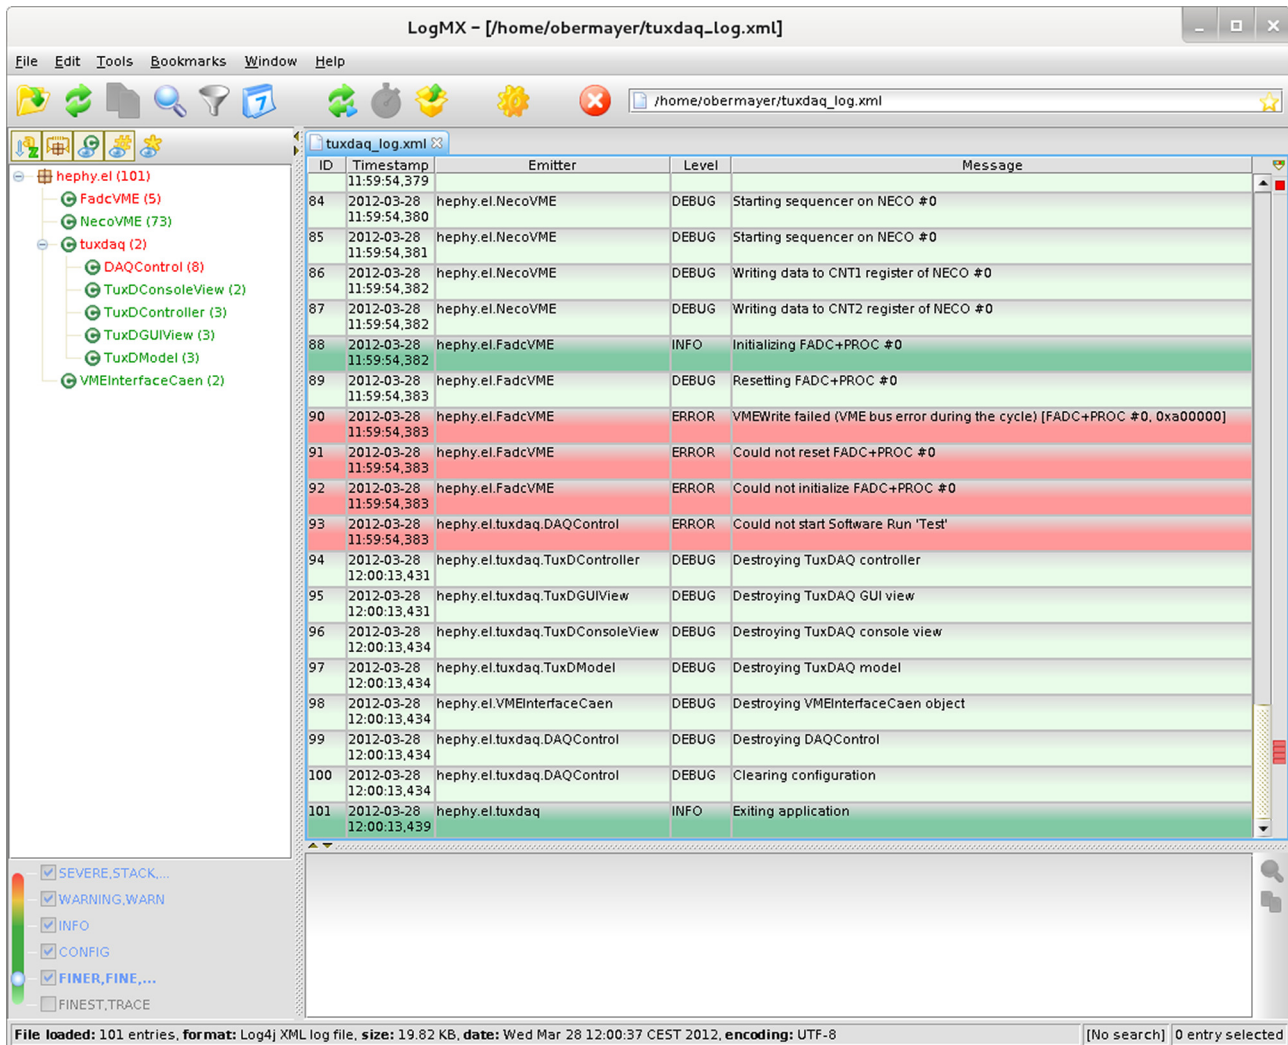 LogMX – [/home/obermayer/tuxdaq_log.xml]
File Edit Tools Bookmarks Window Help
7 /home/obermayer/tuxdaq_log.xml
tuxdaq_log.xml
hephy.el (101)
FadcVME (5)
NecoVME (73)
tuxdaq (2)
DAQControl (8)
TuxDConsoleView (2)
TuxDController (3)
TuxDGUIView (3)
TuxDModel (3)
VMEInterfaceCaen (2)
ID Timestamp Emitter Level Message
11:59:54,379
84 2012-03-28 hephy.el.NecoVME DEBUG Starting sequencer on NECO #0
11:59:54,380
85 2012-03-28 hephy.el.NecoVME DEBUG Starting sequencer on NECO #0
11:59:54,381
86 2012-03-28 hephy.el.NecoVME DEBUG Writing data to CNT1 register of NECO #0
11:59:54,382
87 2012-03-28 hephy.el.NecoVME DEBUG Writing data to CNT2 register of NECO #0
11:59:54,382
88 2012-03-28 hephy.el.FadcVME INFO Initializing FADC+PROC #0
11:59:54,382
89 2012-03-28 hephy.el.FadcVME DEBUG Resetting FADC+PROC #0
11:59:54,383
90 2012-03-28 hephy.el.FadcVME ERROR VMEWrite failed (VME bus error during the cycle) [FADC+PROC #0, 0xa00000]
11:59:54,383
91 2012-03-28 hephy.el.FadcVME ERROR Could not reset FADC+PROC #0
11:59:54,383
92 2012-03-28 hephy.el.FadcVME ERROR Could not initialize FADC+PROC #0
11:59:54,383
93 2012-03-28 hephy.el.tuxdaq.DAQControl ERROR Could not start Software Run 'Test'
11:59:54,383
94 2012-03-28 hephy.el.tuxdaq.TuxDController DEBUG Destroying TuxDAQ controller
12:00:13,431
95 2012-03-28 hephy.el.tuxdaq.TuxDGUIView DEBUG Destroying TuxDAQ GUI view
12:00:13,431
96 2012-03-28 hephy.el.tuxdaq.TuxDConsoleView DEBUG Destroying TuxDAQ console view
12:00:13,434
97 2012-03-28 hephy.el.tuxdaq.TuxDModel DEBUG Destroying TuxDAQ model
12:00:13,434
98 2012-03-28 hephy.el.VMEInterfaceCaen DEBUG Destroying VMEInterfaceCaen object
12:00:13,434
99 2012-03-28 hephy.el.tuxdaq.DAQControl DEBUG Destroying DAQControl
12:00:13,434
100 2012-03-28 hephy.el.tuxdaq.DAQControl DEBUG Clearing configuration
12:00:13,434
101 2012-03-28 hephy.el.tuxdaq INFO Exiting application
12:00:13,439
SEVERE,STACK,...
WARNING,WARN
INFO
CONFIG
FINER,FINE,...
FINEST,TRACE
File loaded: 101 entries, format: Log4j XML log file, size: 19.82 KB, date: Wed Mar 28 12:00:37 CEST 2012, encoding: UTF-8 [No search] 0 entry selected